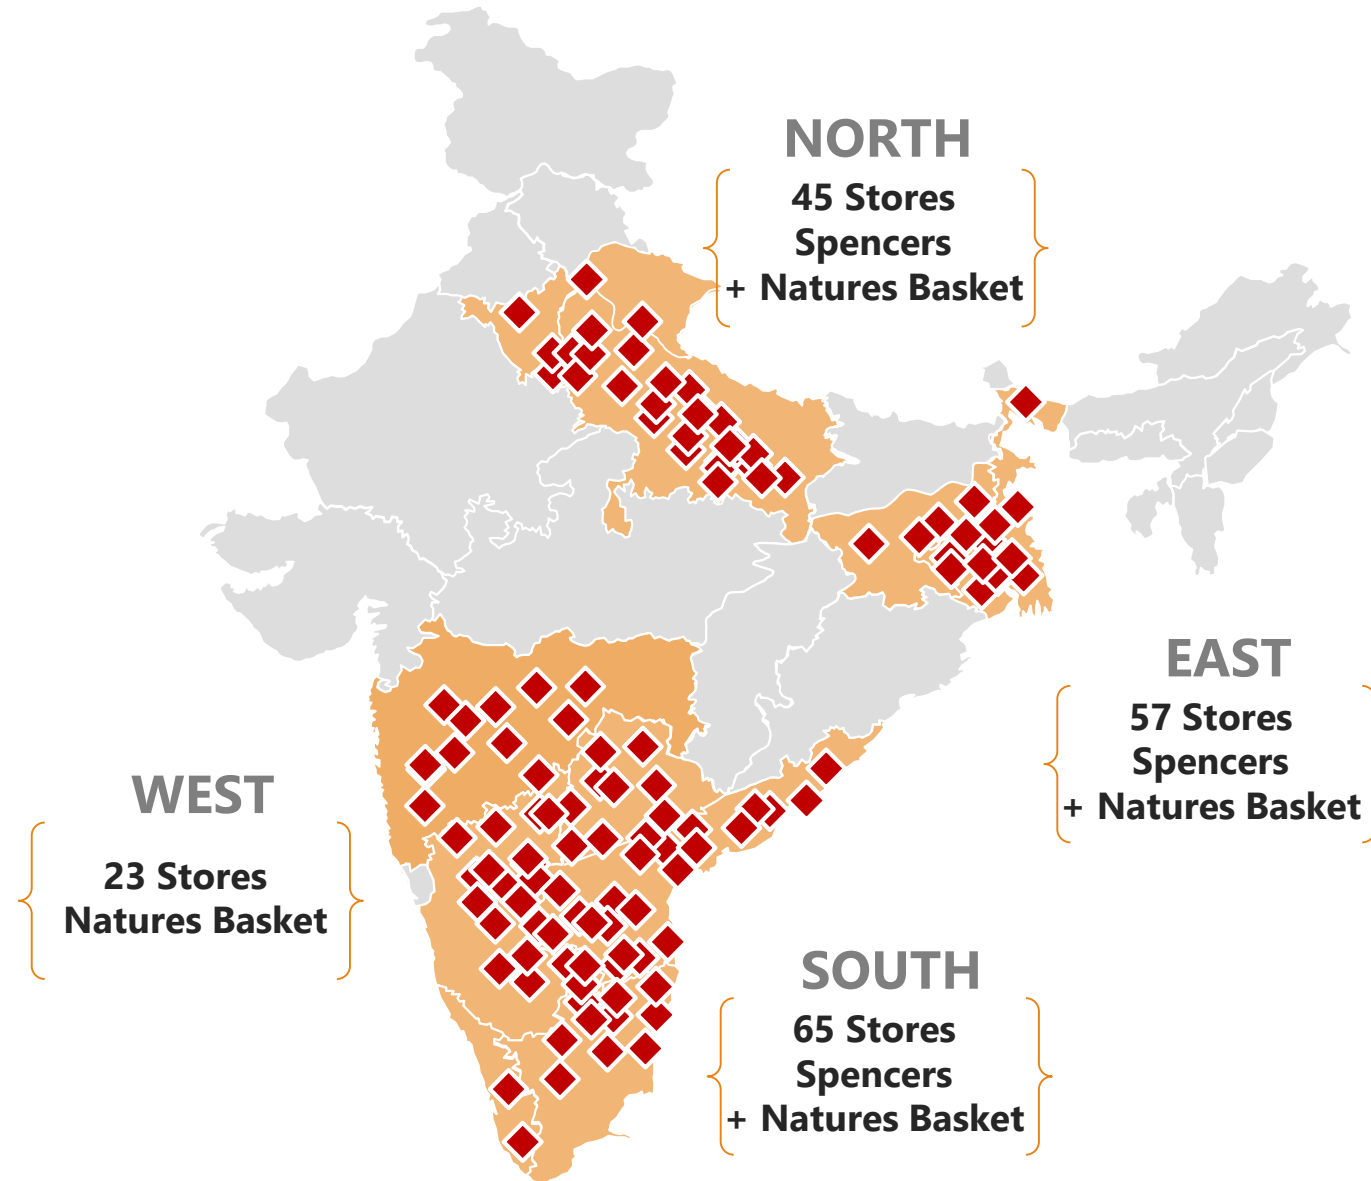 NORTH
45 Stores
Spencers
+ Natures Basket
EAST
57 Stores
Spencers
+ Natures Basket
WEST
23 Stores
Natures Basket
SOUTH
65 Stores
Spencers
+ Natures Basket